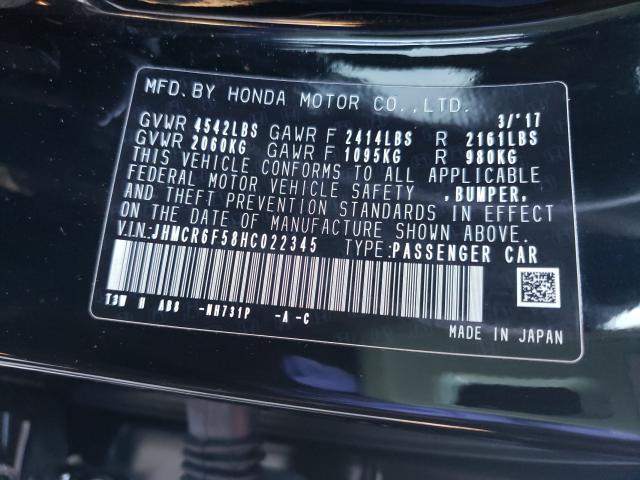 MFD. BY HONDA MOTOR CO., LTD. 3/'17
GVWR 4542LBS GAWR F 2414LBS R 2161LBS
GVWR 2060KG GAWR F 1095KG R 980KG
THIS VEHICLE CONFORMS TO ALL APPLICABLE
FEDERAL MOTOR VEHICLE SAFETY ,BUMPER,
AND THEFT PREVENTION STANDARDS IN EFFECT
ON THE DATE OF MANUFACTURE SHOWN ABOVE.
V.I.N.:JHMCR6F58HC022345 TYPE:PASSENGER CAR
-NH731P -A -C
MADE IN JAPAN